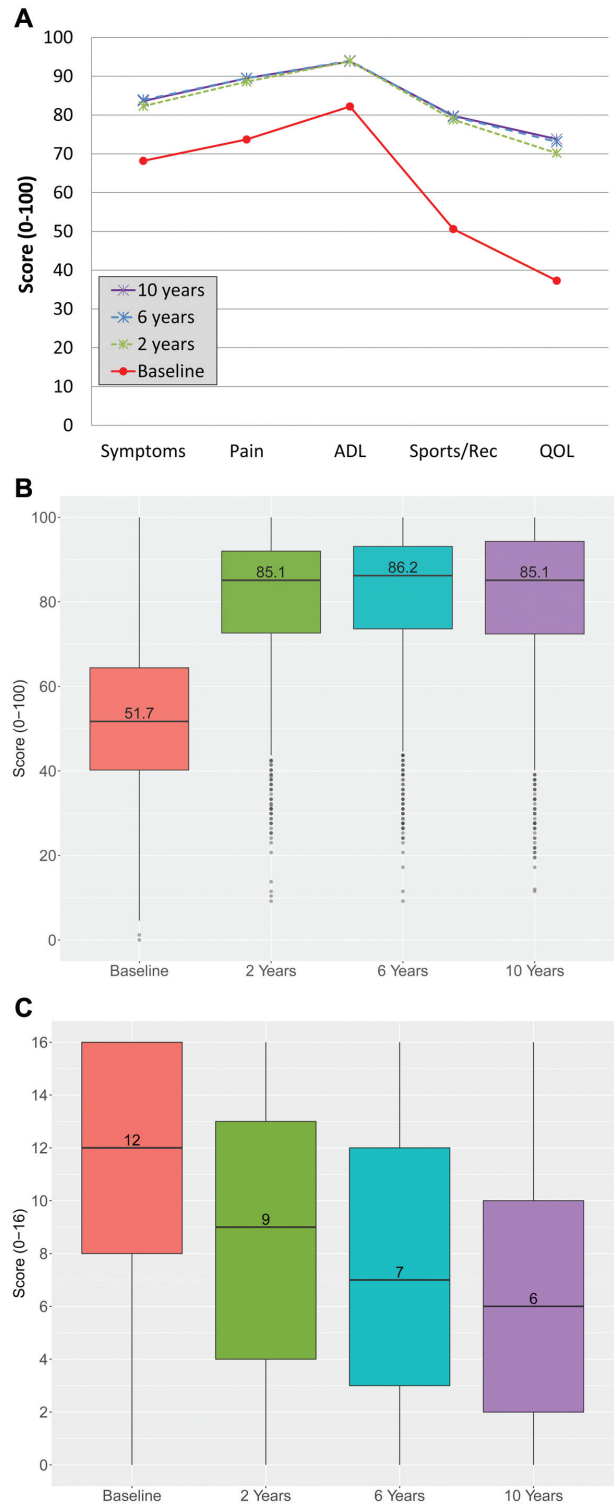 A
100
90
80
70
60
50
40
30
20
10
0
Score (0-100)
10 years
6 years
2 years
Baseline
Symptoms Pain ADL Sports/Rec QOL
B
100
80
60
40
20
0
Score (0−100)
51.7
85.1
86.2
85.1
Baseline 2 Years 6 Years 10 Years
C
16
14
12
10
8
6
4
2
0
Score (0−16)
12
9
7
6
Baseline 2 Years 6 Years 10 Years